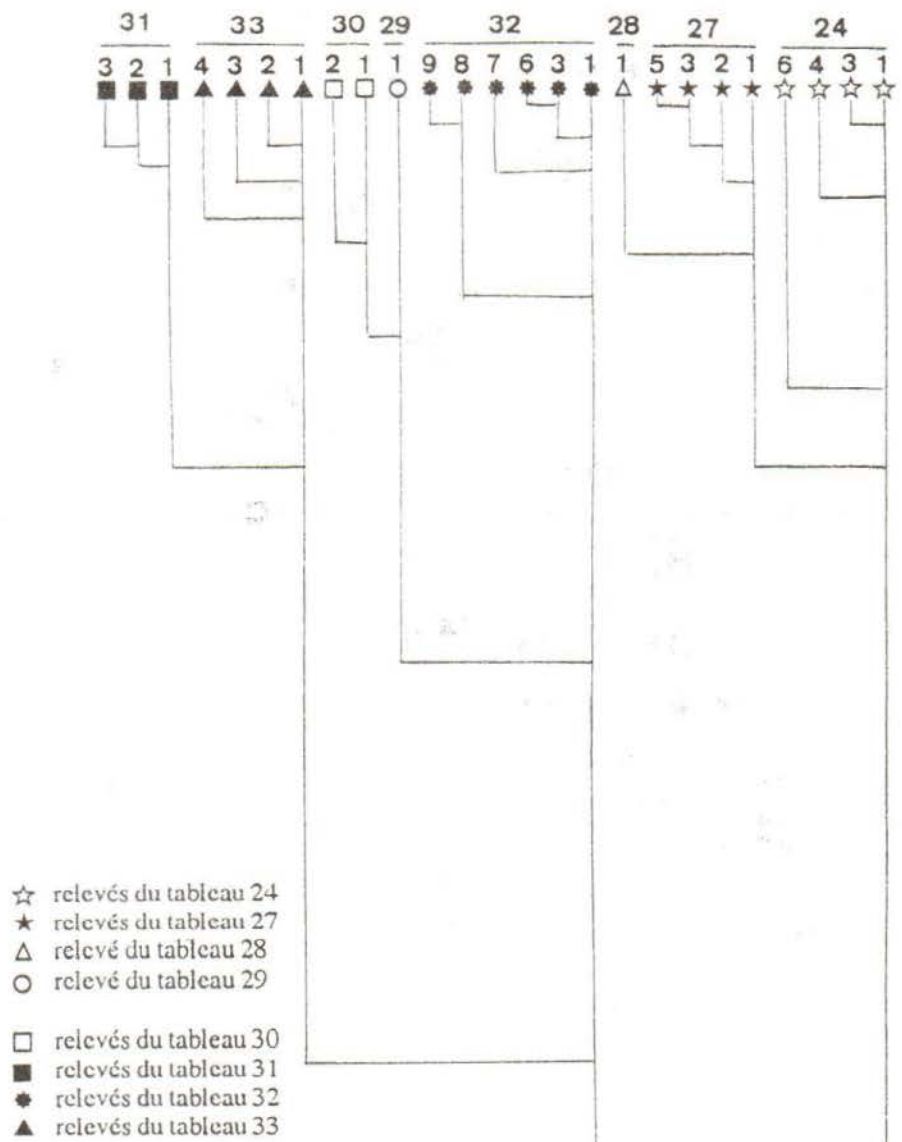 31 33 30 29 32 28 27 24
3 2 1 4 3 2 1 2 1 1 9 8 7 6 3 1 1 5 3 2 1 6 4 3 1
relevés du tableau 24
relevés du tableau 27
relevé du tableau 28
relevé du tableau 29
relevés du tableau 30
relevés du tableau 31
relevés du tableau 32
relevés du tableau 33